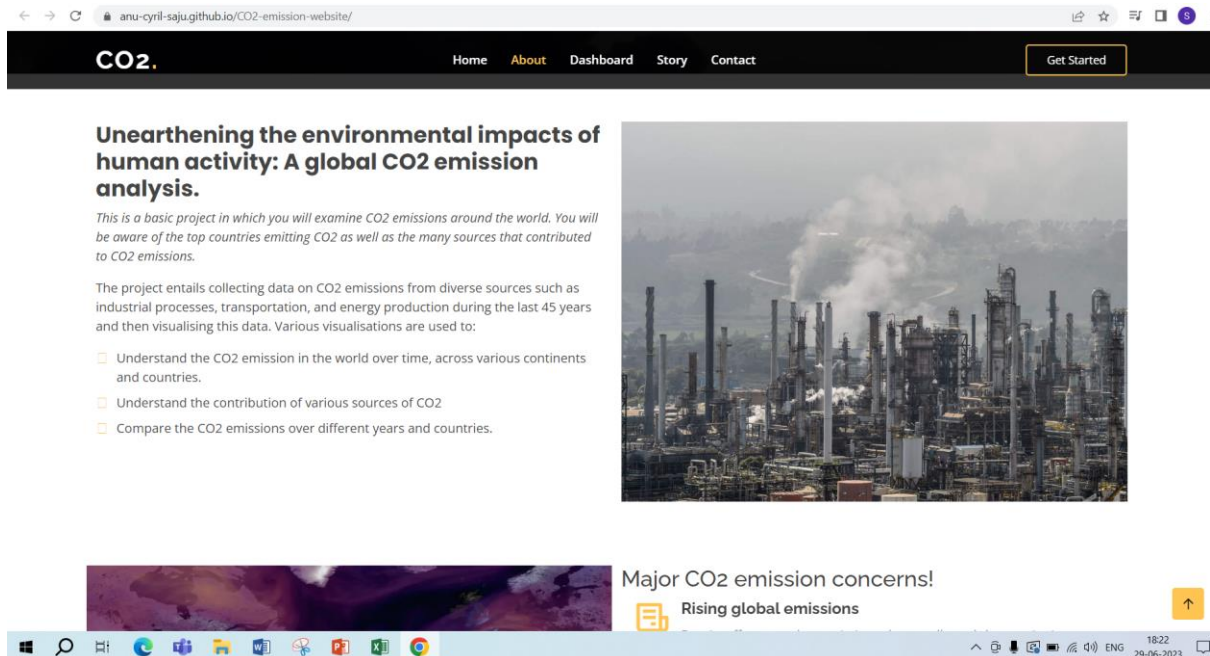 anu-cyril-saju.github.io/CO2-emission-website/
S
CO2.
Home About Dashboard Story Contact
Get Started
Unearthening the environmental impacts of
human activity: A global CO2 emission
analysis.
This is a basic project in which you will examine CO2 emissions around the world. You will
be aware of the top countries emitting CO2 as well as the many sources that contributed
to CO2 emissions.
The project entails collecting data on CO2 emissions from diverse sources such as
industrial processes, transportation, and energy production during the last 45 years
and then visualising this data. Various visualisations are used to:
Understand the CO2 emission in the world over time, across various continents
and countries.
Understand the contribution of various sources of CO2
Compare the CO2 emissions over different years and countries.
Major CO2 emission concerns!
Rising global emissions
ENG
18:22
29-06-2023